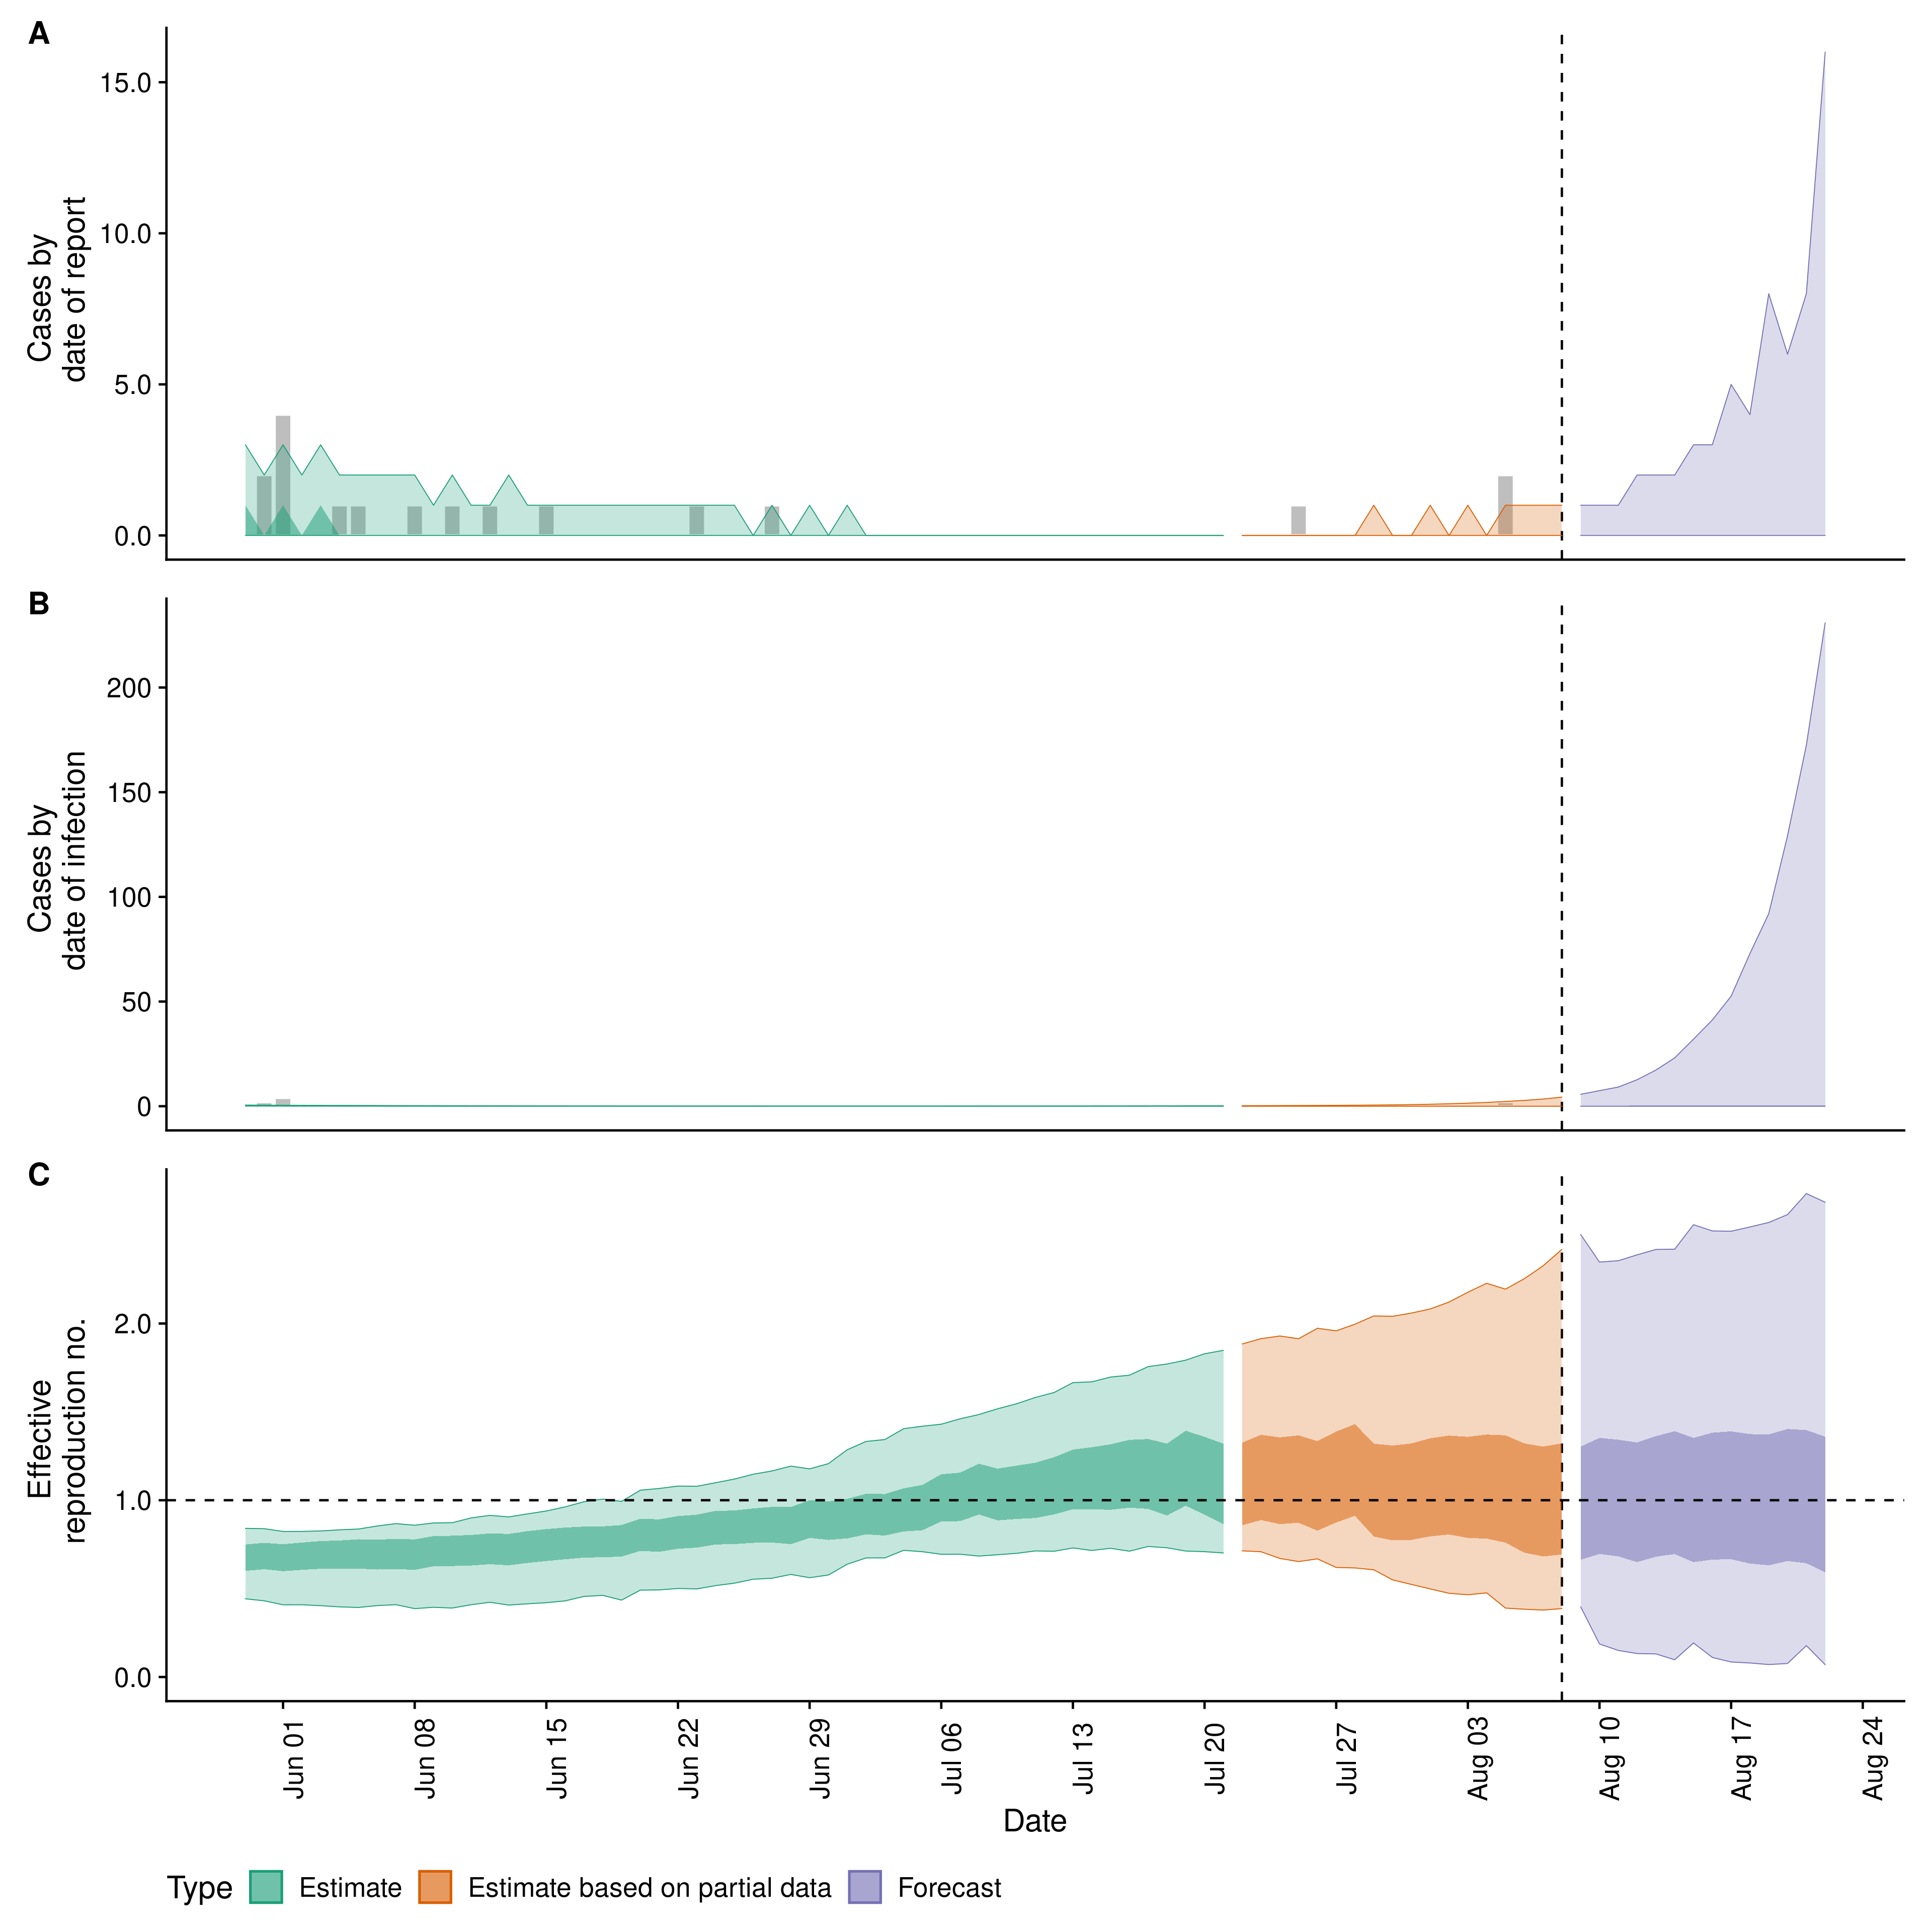 A
Cases by
date of report
15.0
10.0
5.0
0.0
B
Cases by
date of infection
200
150
100
50
0
C
Effective
reproduction no.
2.0
1.0
0.0
Jun 01
Jun 08
Jun 15
Jun 22
Jun 29
Jul 06
Jul 13
Jul 20
Jul 27
Aug 03
Aug 10
Aug 17
Aug 24
Date
Type Estimate Estimate based on partial data Forecast